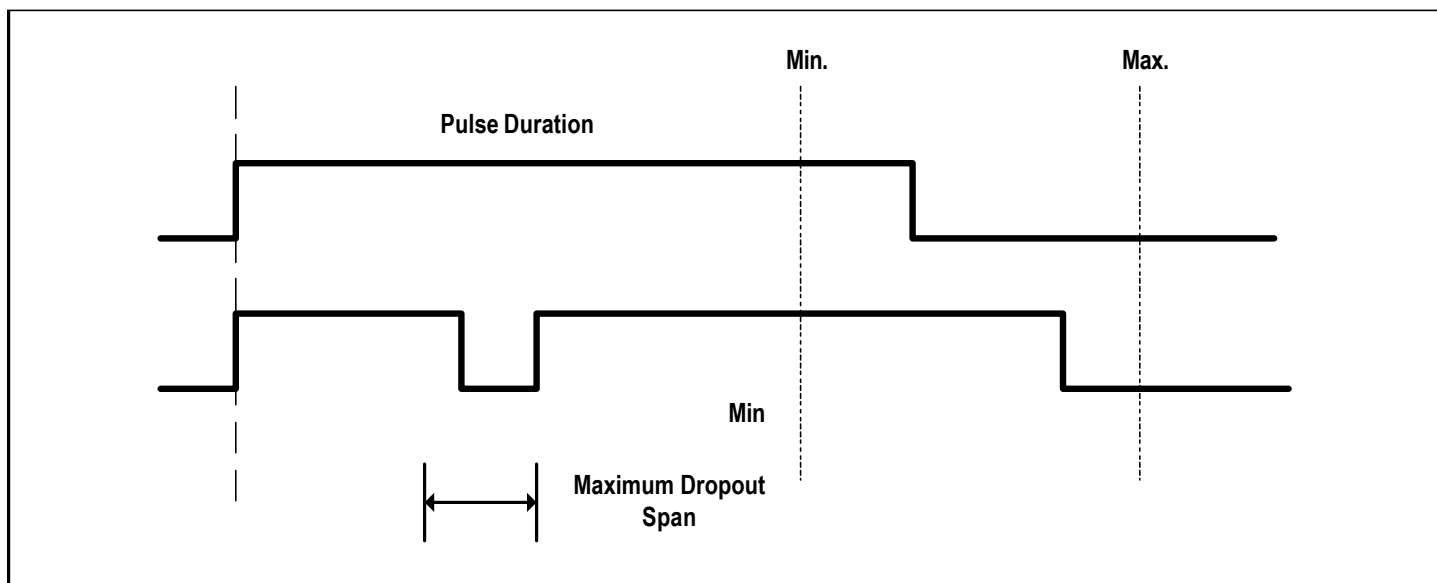 Min.
Max.
Pulse Duration
Min
Maximum Dropout
Span